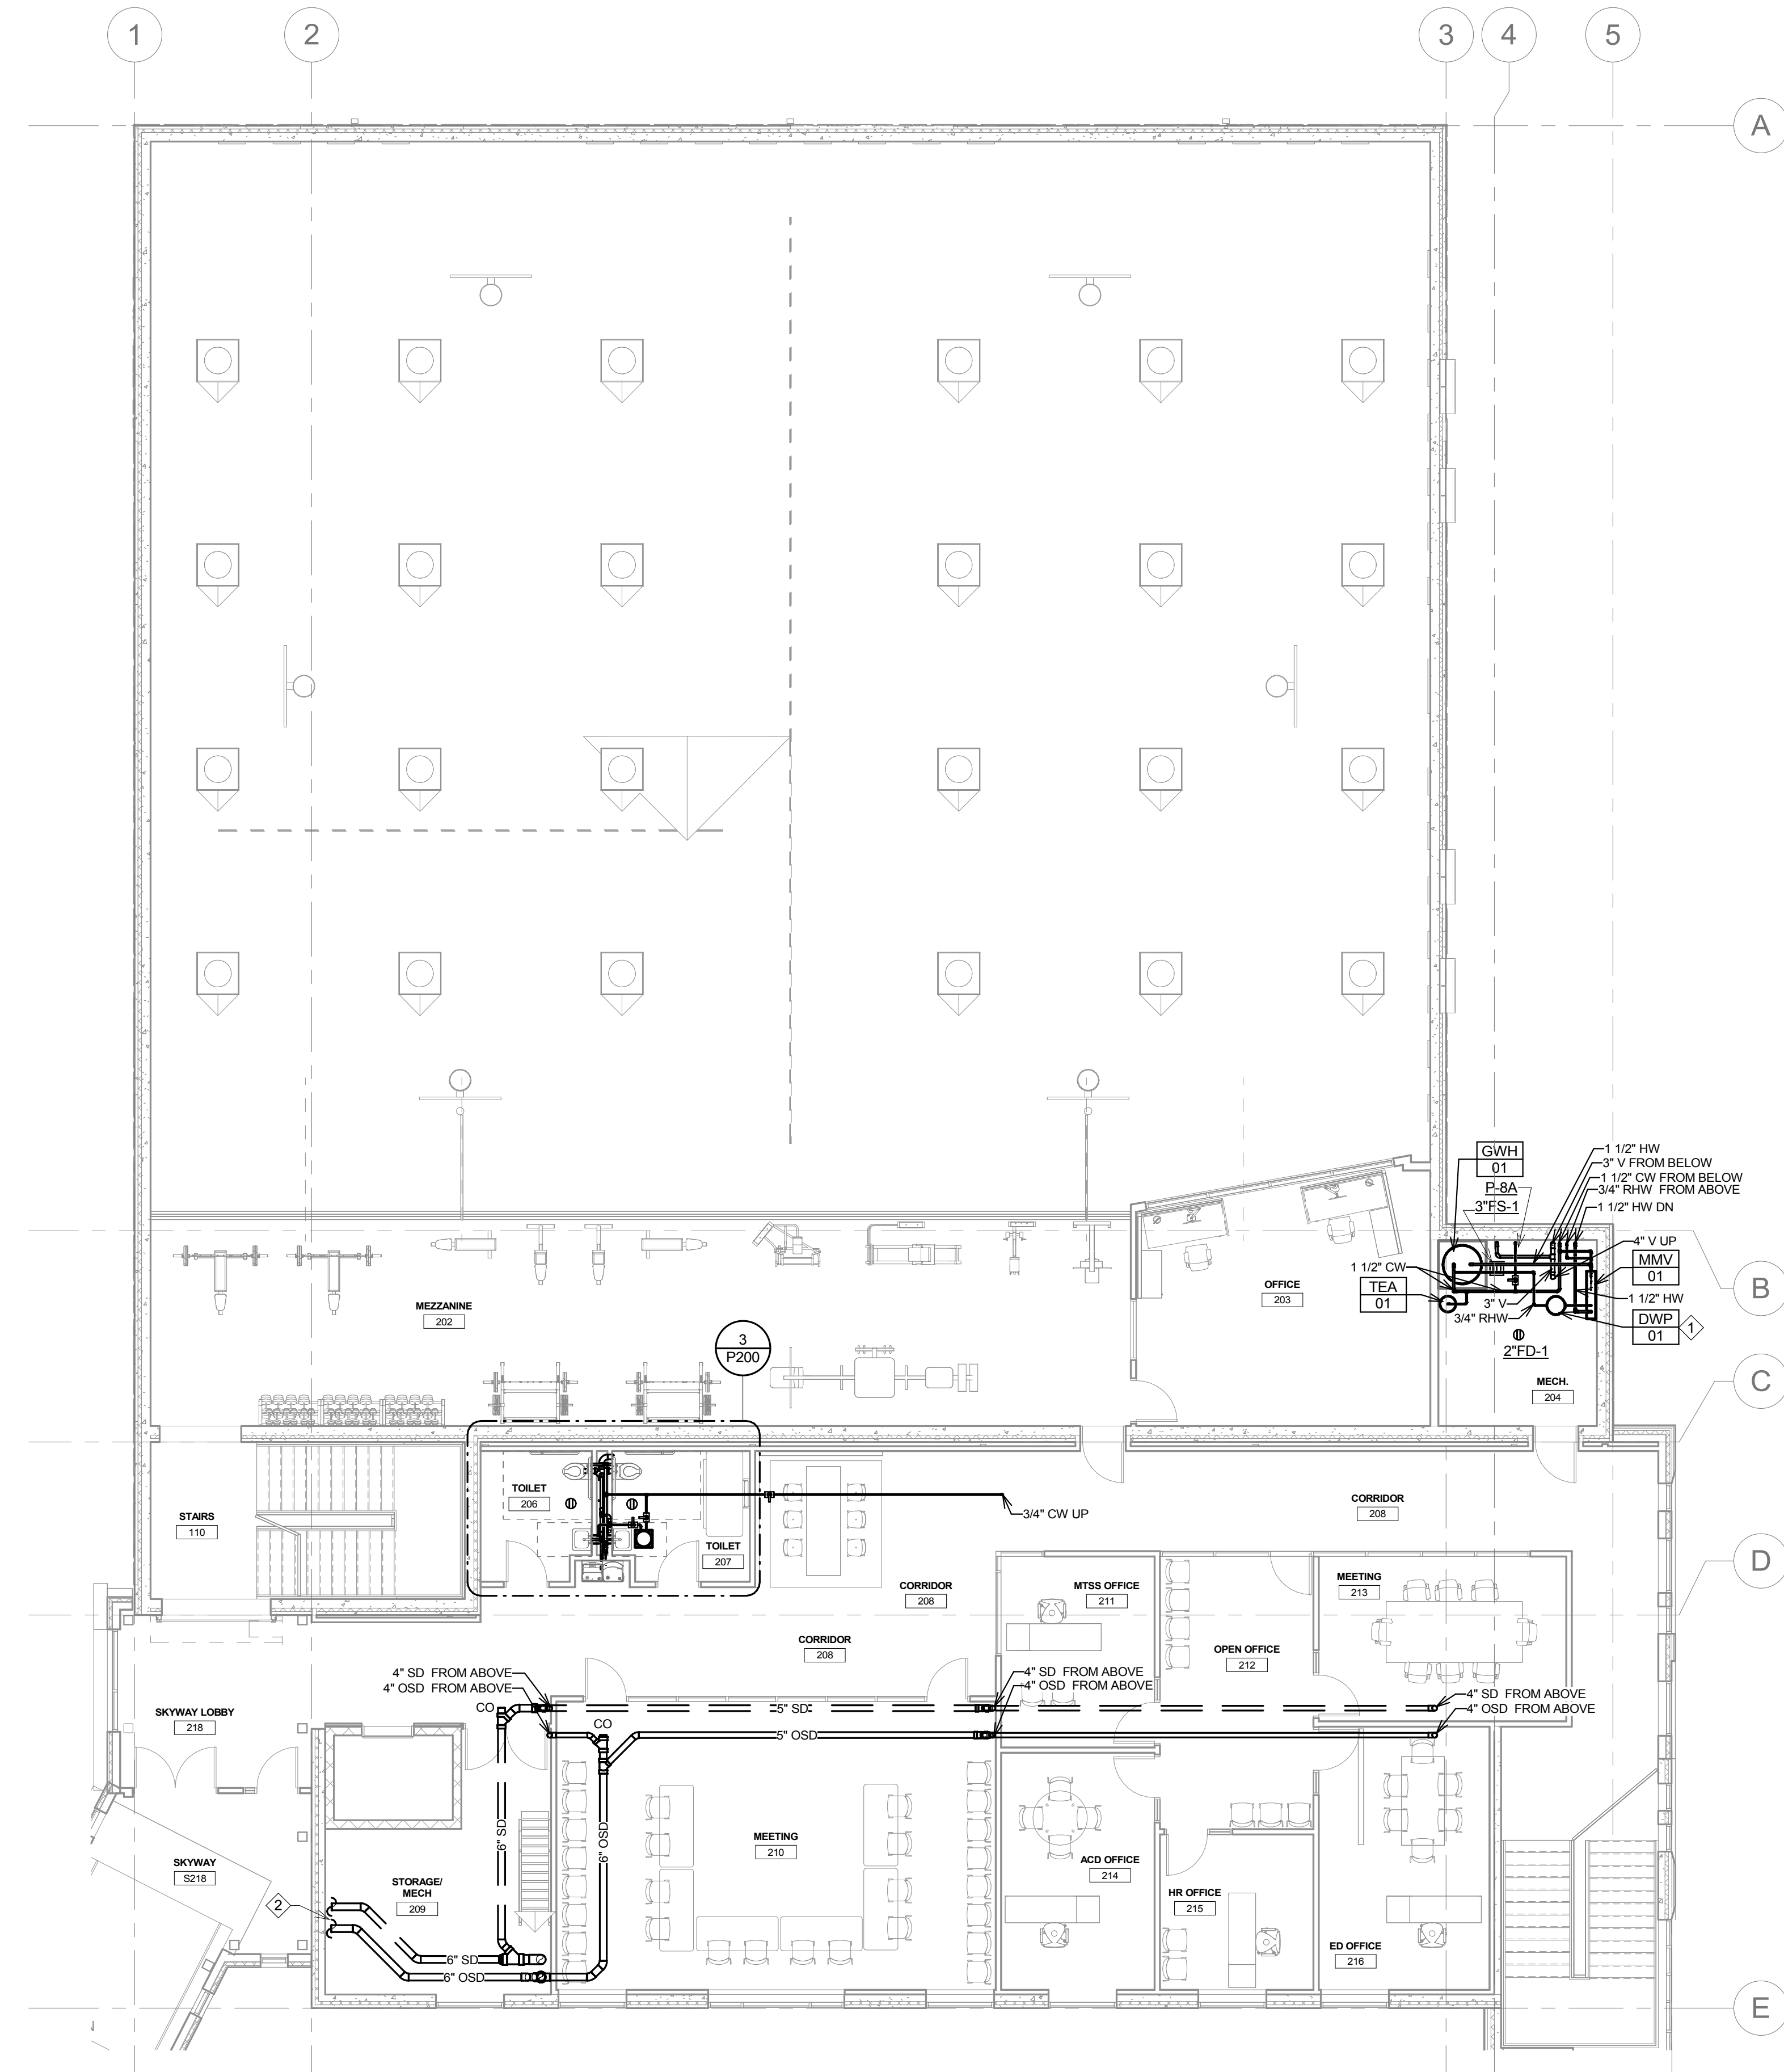 1
2
3
4
5
A
GWH
01
P-8A
3"FS-1
1 1/2" HW
3" V FROM BELOW
1 1/2" CW FROM BELOW
3/4" RHW FROM ABOVE
1 1/2" HW DN
4" V UP
MMV
01
B
1 1/2" CW
TEA
01
3" V
3/4" RHW
1 1/2" HW
DWP
01
1
2"FD-1
MECH.
204
OFFICE
203
MEZZANINE
202
3
P200
C
TOILET
206
TOILET
207
STAIRS
110
3/4" CW UP
CORRIDOR
208
D
CORRIDOR
208
CORRIDOR
208
MTSS OFFICE
211
MEETING
213
OPEN OFFICE
212
4" SD FROM ABOVE
4" OSD FROM ABOVE
4" SD FROM ABOVE
4" OSD FROM ABOVE
4" SD FROM ABOVE
4" OSD FROM ABOVE
CO
CO
5" SD
5" OSD
SKYWAY LOBBY
218
6" SD
6" OSD
MEETING
210
SKYWAY
S218
STORAGE/
MECH
209
2
6" SD
6" OSD
ACD OFFICE
214
HR OFFICE
215
ED OFFICE
216
E